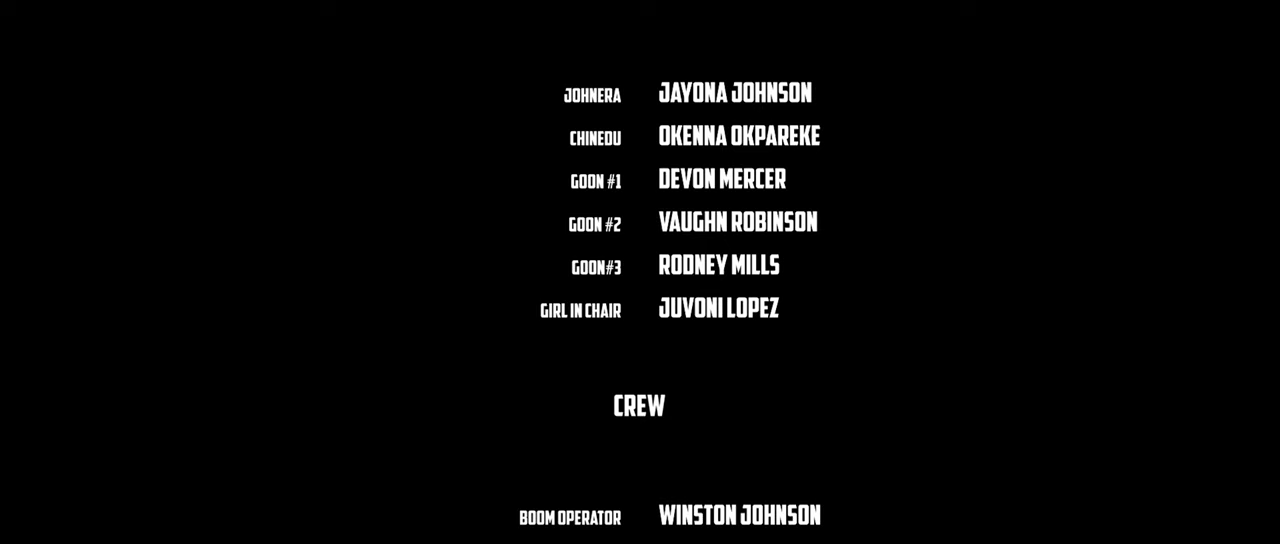 JOHNERA JAYONA JOHNSON
CHINEDU OKENNA OKPAREKE
GOON #1 DEVON MERCER
GOON #2 VAUGHN ROBINSON
GOON#3 RODNEY MILLS
GIRL IN CHAIR JUVONI LOPEZ
CREW
BOOM OPERATOR WINSTON JOHNSON